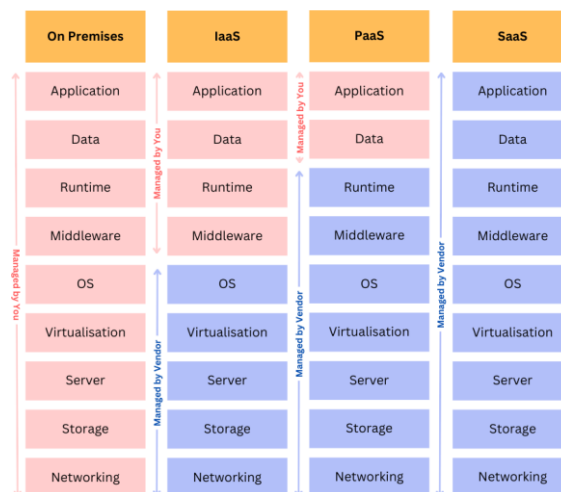 On Premises
IaaS
PaaS
SaaS
Managed by You
Application
Data
Runtime
Middleware
OS
Virtualisation
Server
Storage
Networking
Managed by You
Managed by Vendor
Application
Data
Runtime
Middleware
OS
Virtualisation
Server
Storage
Networking
Managed by You
Managed by Vendor
Application
Data
Runtime
Middleware
OS
Virtualisation
Server
Storage
Networking
Managed by Vendor
Application
Data
Runtime
Middleware
OS
Virtualisation
Server
Storage
Networking